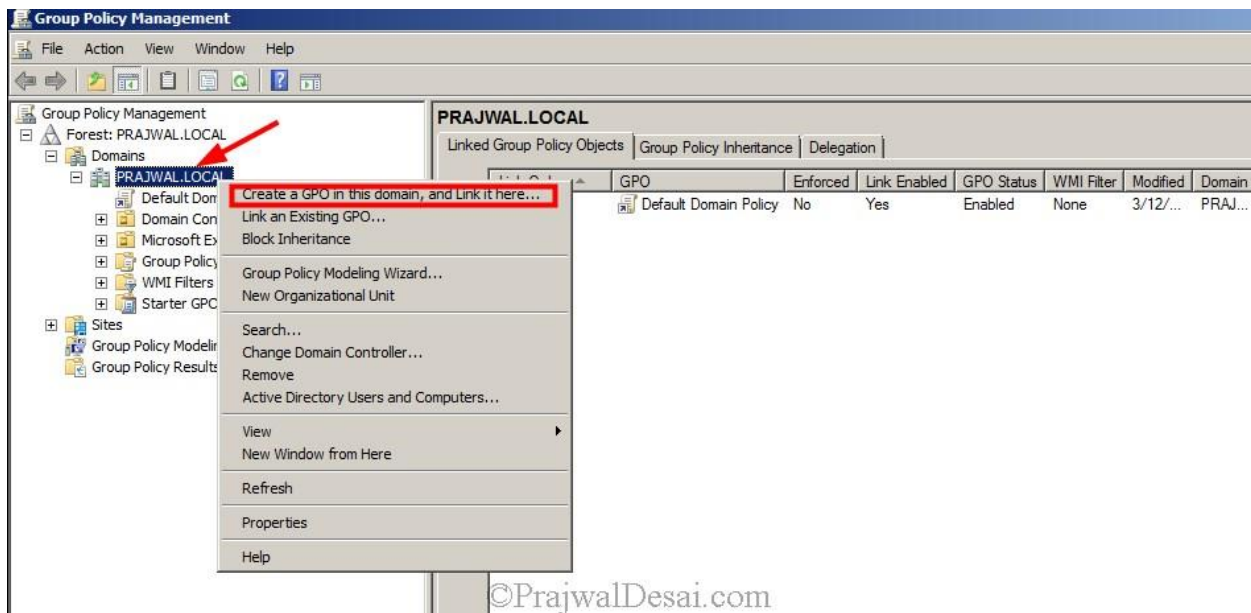 Group Policy Management
File Action View Window Help
Group Policy Management
Forest: PRAJWAL.LOCAL
Domains
PRAJWAL.LOCAL
Default Dom
Domain Con
Microsoft Ex
Group Policy
WMI Filters
Starter GPO
Sites
Group Policy Modelin
Group Policy Results
Create a GPO in this domain, and Link it here...
Link an Existing GPO...
Block Inheritance
Group Policy Modeling Wizard...
New Organizational Unit
Search...
Change Domain Controller...
Remove
Active Directory Users and Computers...
View
New Window from Here
Refresh
Properties
Help
PRAJWAL.LOCAL
Linked Group Policy Objects Group Policy Inheritance Delegation
GPO Enforced Link Enabled GPO Status WMI Filter Modified Domain
Default Domain Policy No Yes Enabled None 3/12/... PRAJ...
©PrajwalDesai.com